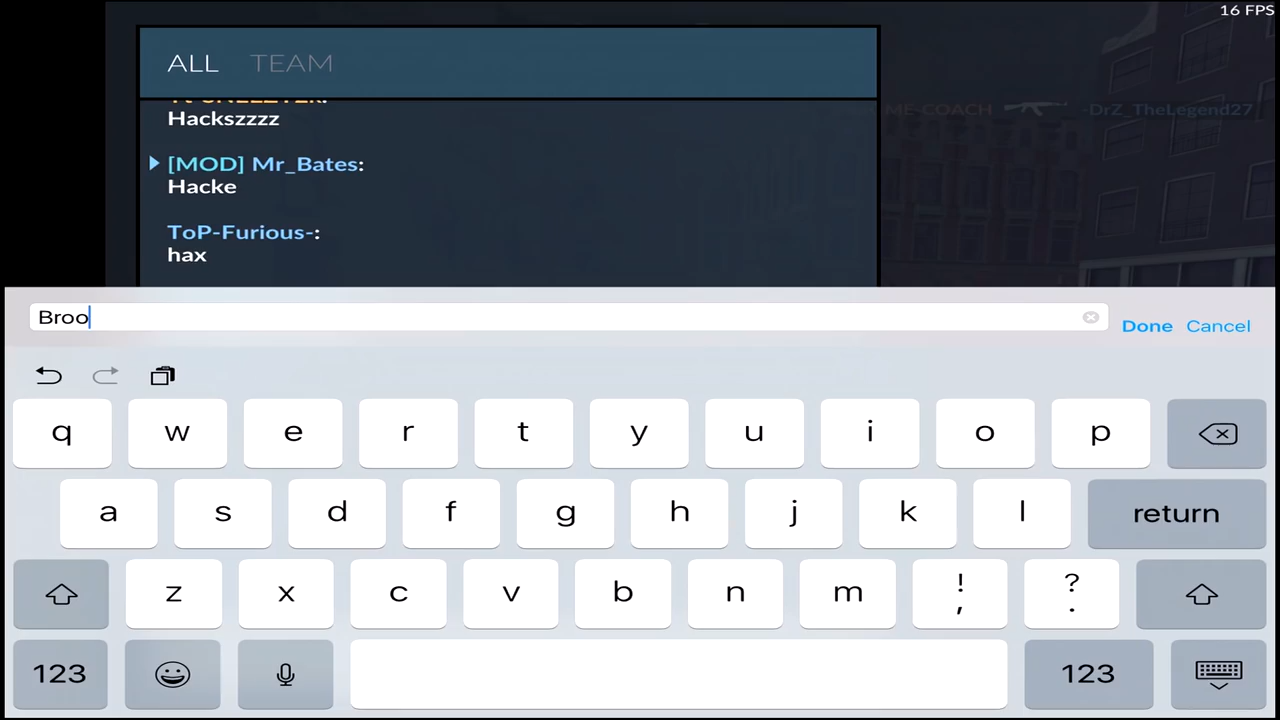 16 FPS
ALL TEAM
Hackszzzz
ME-COACH -DrZ_TheLegend27
[MOD] Mr_Bates:
Hacke
ToP-Furious-:
hax
Broo
Done Cancel
q w e r t y u i o p
a s d f g h j k l return
z x c v b n m ! , ? .
123 123